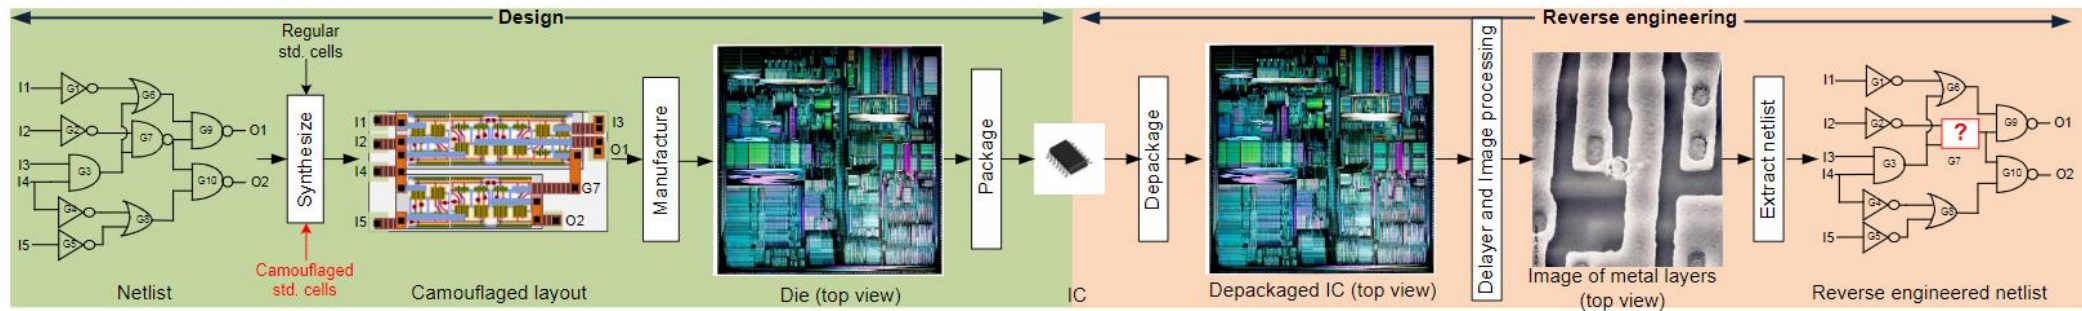 Design
Reverse engineering
Regular
std. cells
I1
I2
I3
I4
I5
G1
G2
G3
G4
G5
G6
G7
G8
G9
G10
O1
O2
Netlist
Synthesize
Camouflaged
std. cells
I1
I2
I4
I5
I3
O1
G7
O2
Camouflaged layout
Manufacture
Die (top view)
Package
IC
Depackage
Depackaged IC (top view)
Delayer and image processing
Image of metal layers
(top view)
Extract netlist
I1
I2
I3
I4
I5
G1
G2
G3
G4
G5
G6
?
G7
G8
G9
G10
O1
O2
Reverse engineered netlist